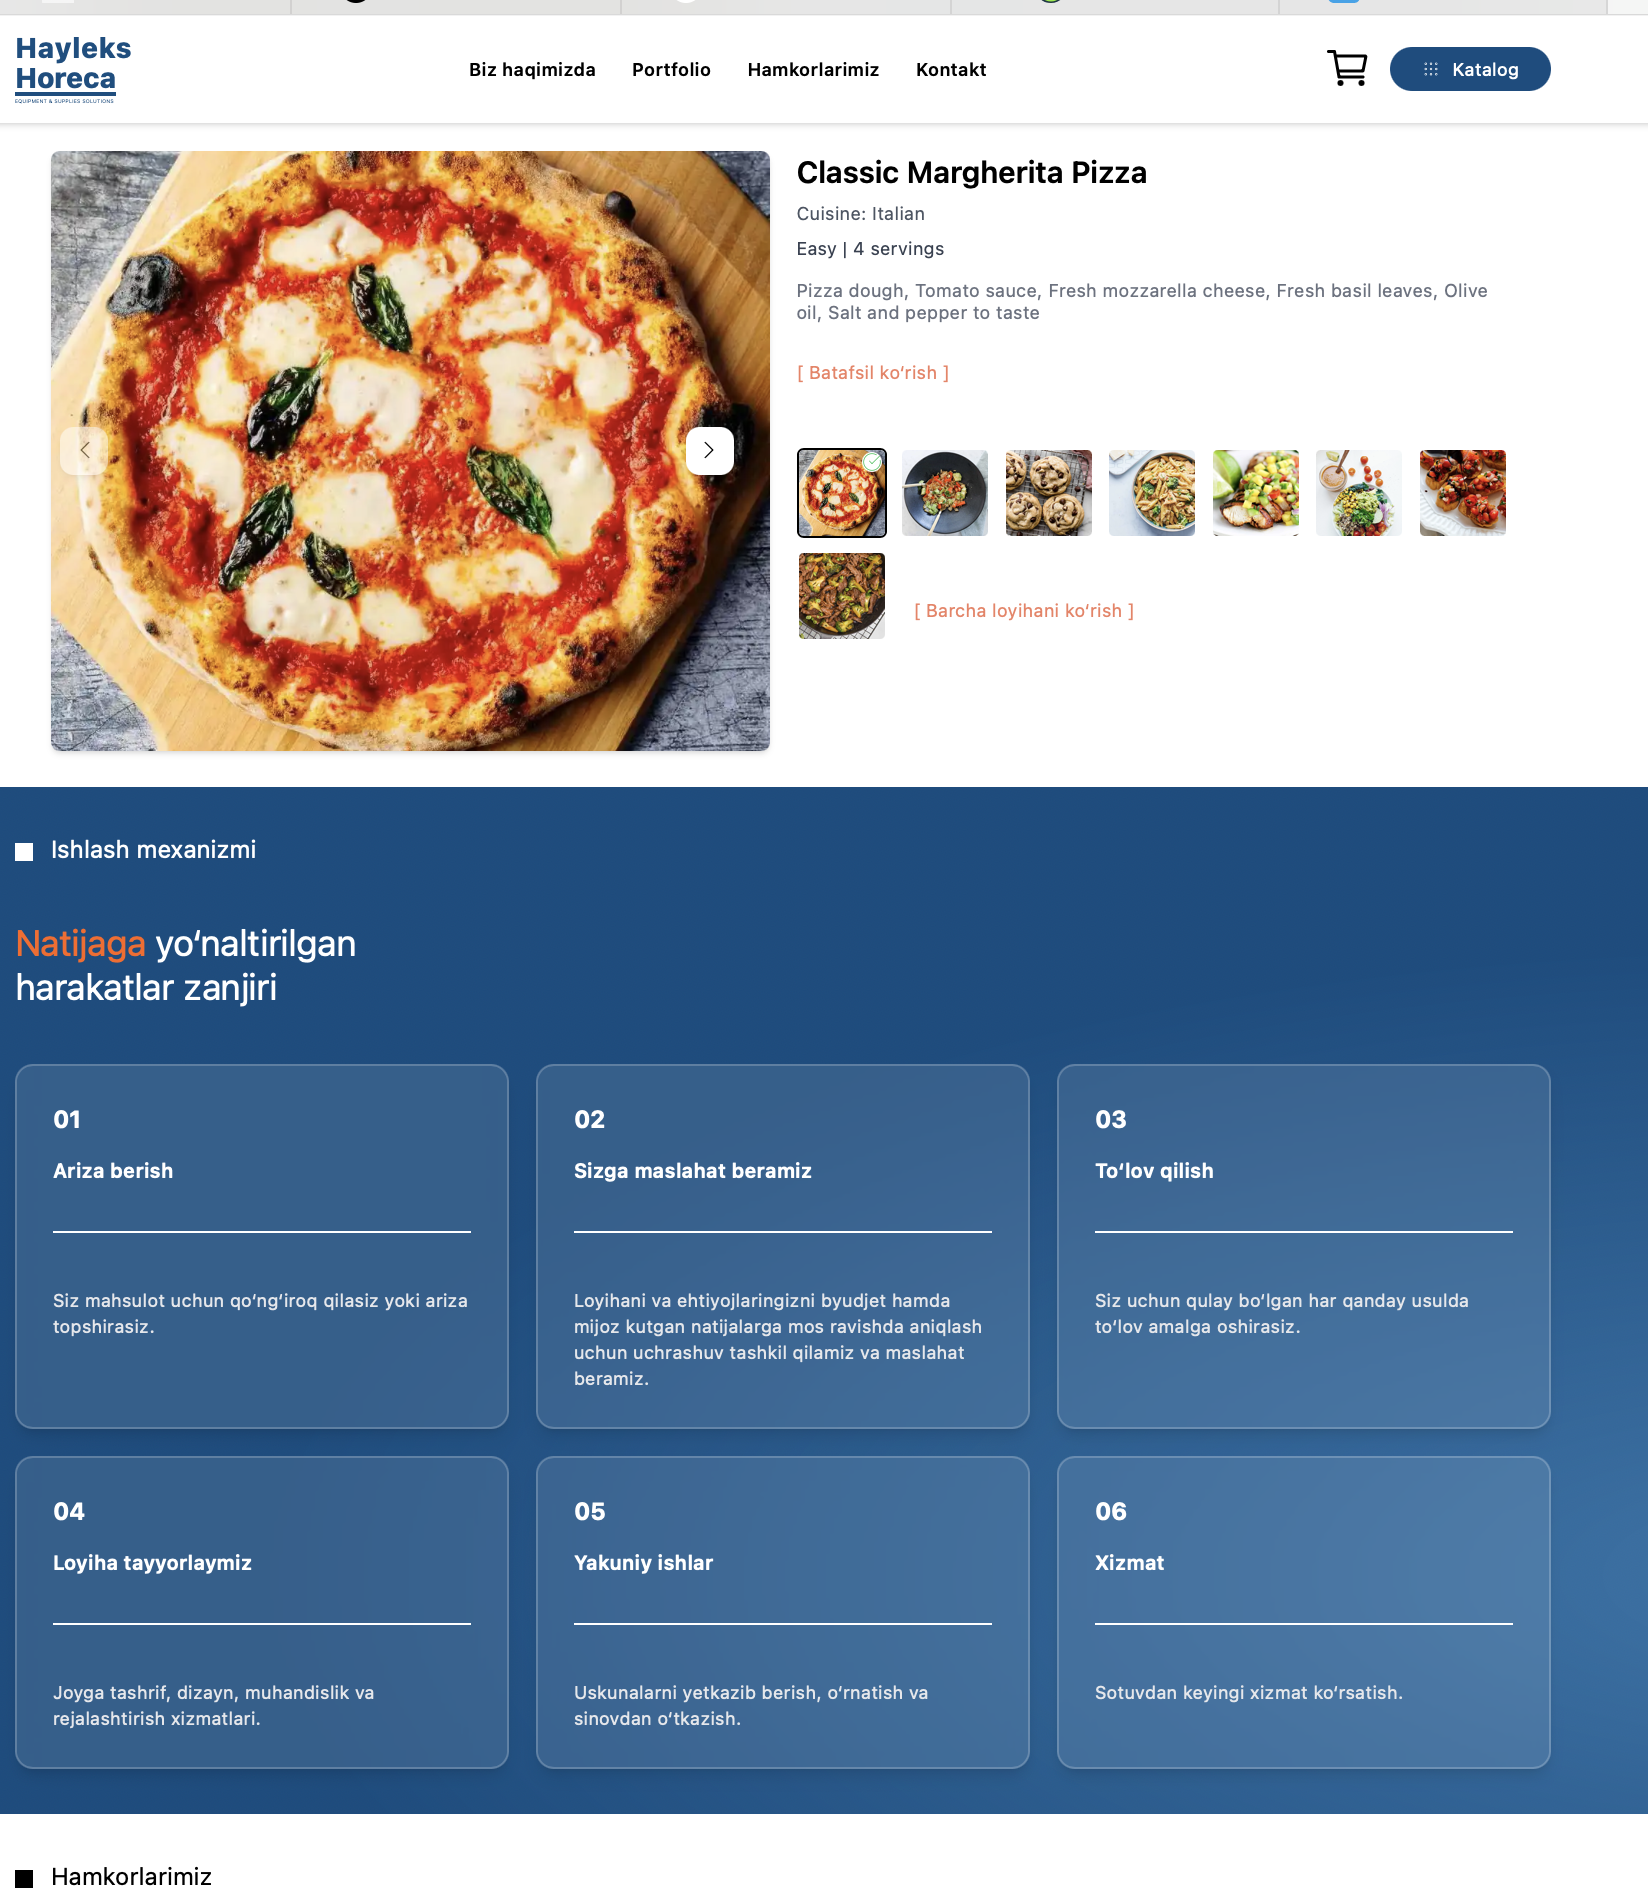 Hayleks
Horeca
EQUIPMENT & SUPPLIES SOLUTIONS
Biz haqimizda
Portfolio
Hamkorlarimiz
Kontakt
Katalog
Classic Margherita Pizza
Cuisine: Italian
Easy | 4 servings
Pizza dough, Tomato sauce, Fresh mozzarella cheese, Fresh basil leaves, Olive
oil, Salt and pepper to taste
[ Batafsil ko‘rish ]
[ Barcha loyihani ko‘rish ]
Ishlash mexanizmi
Natijaga yo‘naltirilgan
harakatlar zanjiri
01
Ariza berish
Siz mahsulot uchun qo‘ng‘iroq qilasiz yoki ariza
topshirasiz.
02
Sizga maslahat beramiz
Loyihani va ehtiyojlaringizni byudjet hamda
mijoz kutgan natijalarga mos ravishda aniqlash
uchun uchrashuv tashkil qilamiz va maslahat
beramiz.
03
To‘lov qilish
Siz uchun qulay bo‘lgan har qanday usulda
to‘lov amalga oshirasiz.
04
Loyiha tayyorlaymiz
Joyga tashrif, dizayn, muhandislik va
rejalashtirish xizmatlari.
05
Yakuniy ishlar
Uskunalarni yetkazib berish, o‘rnatish va
sinovdan o‘tkazish.
06
Xizmat
Sotuvdan keyingi xizmat ko‘rsatish.
Hamkorlarimiz